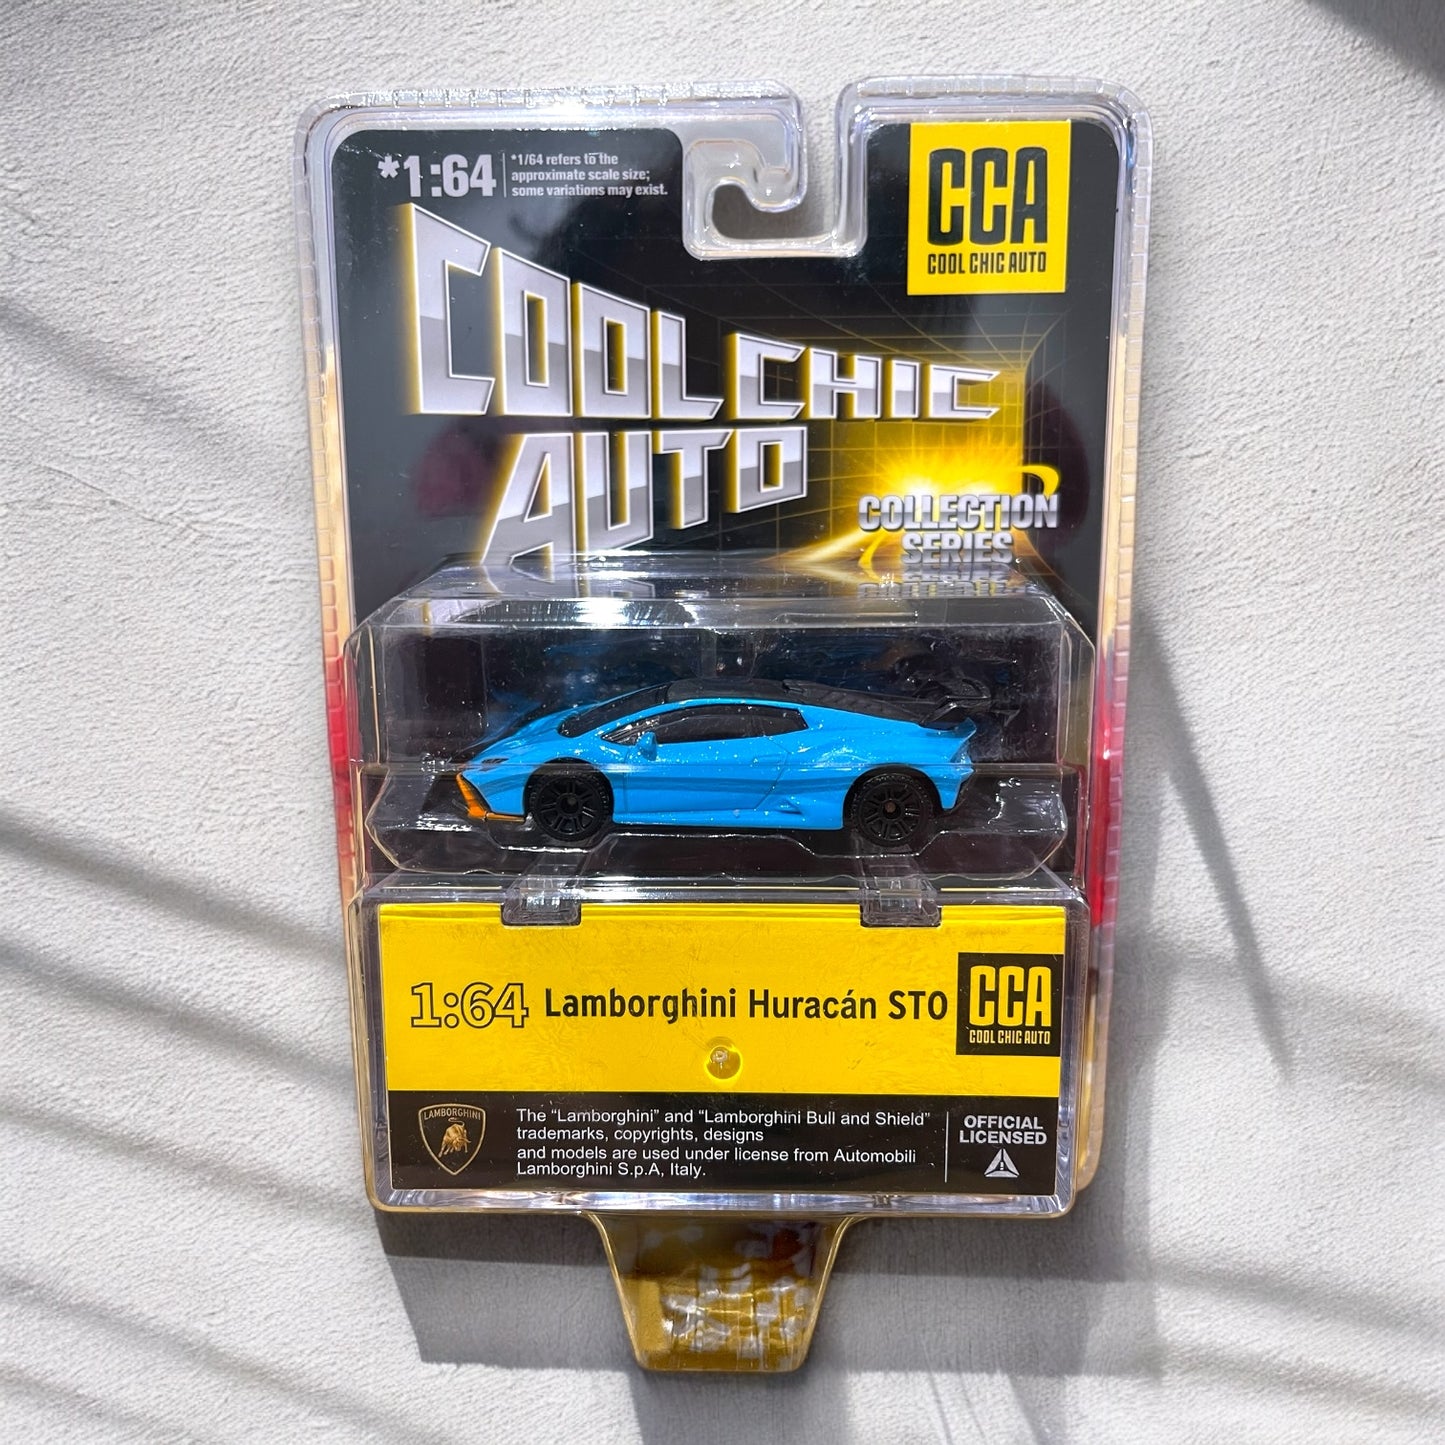 *1:64
*1/64 refers to the
approximate scale size;
some variations may exist.
CCA
COOL CHIC AUTO
COOL CHIC
AUTO
COLLECTION
SERIES
1:64 Lamborghini Huracán STO
CCA
COOL CHIC AUTO
LAMBORGHINI
The “Lamborghini” and “Lamborghini Bull and Shield”
trademarks, copyrights, designs
and models are used under license from Automobili
Lamborghini S.p.A, Italy.
OFFICIAL
LICENSED